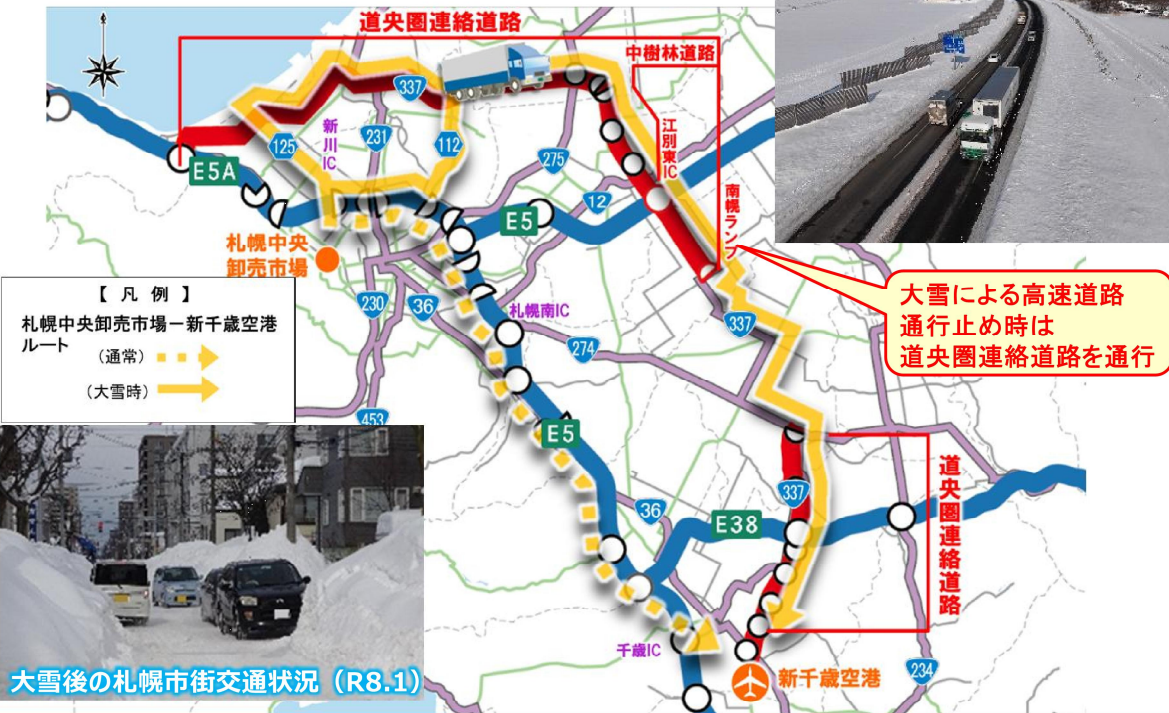 道央圏連絡道路
中樹林道路
337
新川IC
231
125
112
275
江別東IC
E5A
12
E5
南幌ランプ
札幌中央
卸売市場
【 凡 例 】
札幌中央卸売市場－新千歳空港
ルート
(通常)
(大雪時)
230
36
札幌南IC
274
337
大雪による高速道路
通行止め時は
道央圏連絡道路を通行
453
E5
337
36
E38
道央圏連絡道路
千歳IC
新千歳空港
234
大雪後の札幌市街交通状況（R8.1）